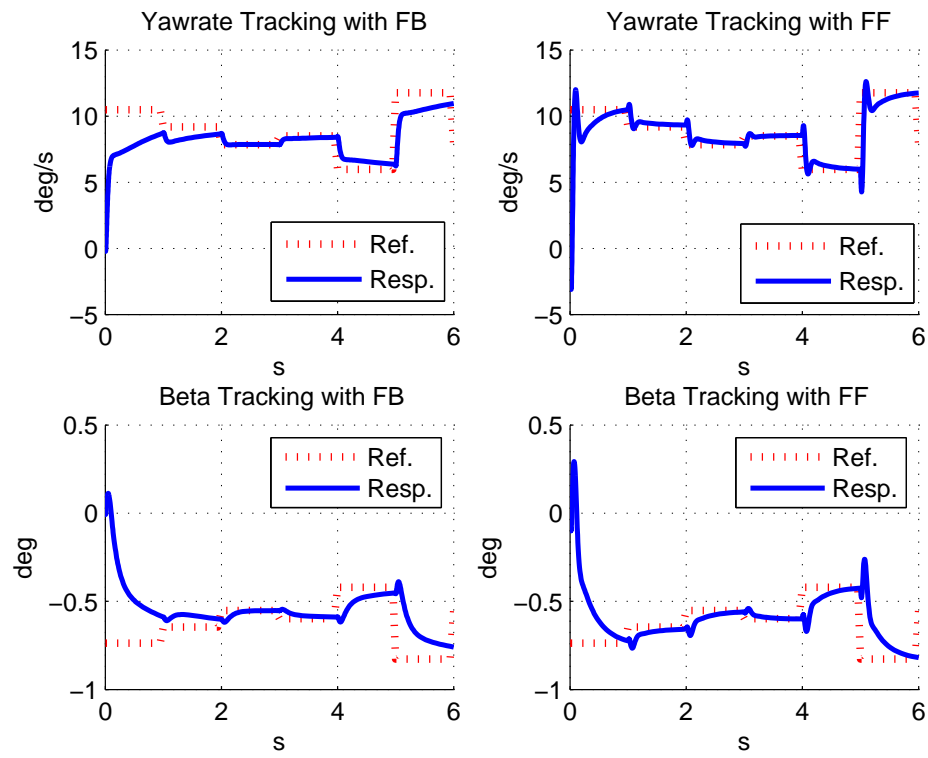 Yawrate Tracking with FB
15
10
5
0
−5
deg/s
Ref.
Resp.
0 2 4 6
s
Yawrate Tracking with FF
15
10
5
0
−5
deg/s
Ref.
Resp.
0 2 4 6
s
Beta Tracking with FB
0.5
0
−0.5
−1
deg
Ref.
Resp.
0 2 4 6
s
Beta Tracking with FF
0.5
0
−0.5
−1
deg
Ref.
Resp.
0 2 4 6
s